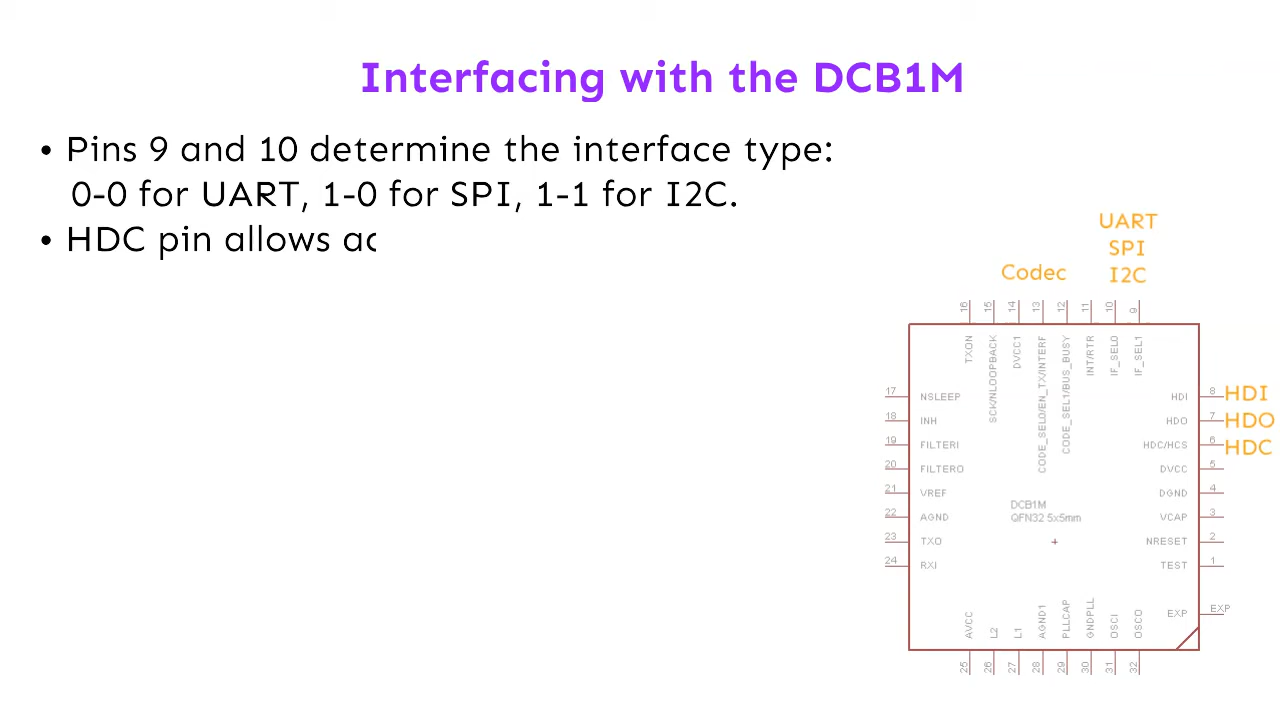 Interfacing with the DCB1M
• Pins 9 and 10 determine the interface type:
0-0 for UART, 1-0 for SPI, 1-1 for I2C.
• HDC pin allows ac
UART
SPI
I2C
Codec
16
15
14
13
12
11
10
9
TXON
SCK/NLOOPBACK
DVCC1
CODE_SEL0/EN_TX/INTERF
CODE_SEL1/BUS_BUSY
INT/RTR
IF_SEL0
IF_SEL1
17 NSLEEP
18 INH
19 FILTERI
20 FILTERO
21 VREF
22 AGND
23 TXO
24 RXI
HDI 8 HDI
HDO 7 HDO
HDC/HCS 6 HDC
DVCC 5
DGND 4
VCAP 3
NRESET 2
TEST 1
EXP EXP
DCB1M
QFN32 5x5mm
AVCC
L2
L1
AGND1
PLLCAP
GNDPLL
OSCI
OSCO
25
26
27
28
29
30
31
32